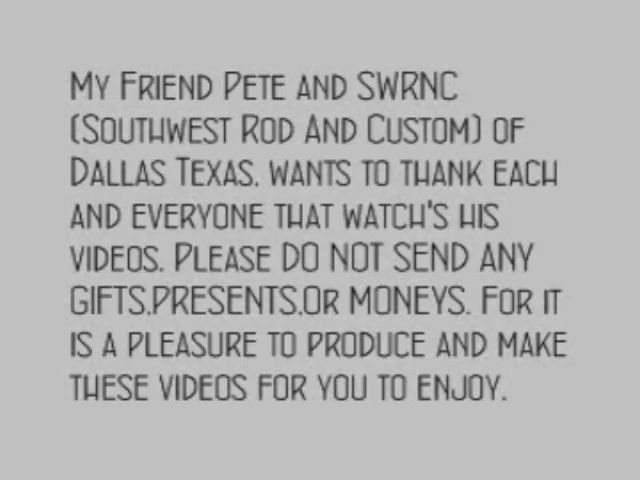 My Friend Pete and SWRNC
(Southwest Rod And Custom) of
Dallas Texas. wants to thank each
and everyone that watch's his
videos. Please DO NOT SEND ANY
GIFTS.PRESENTS.Or MONEYS. For it
is a pleasure to produce and make
these videos for you to enjoy.